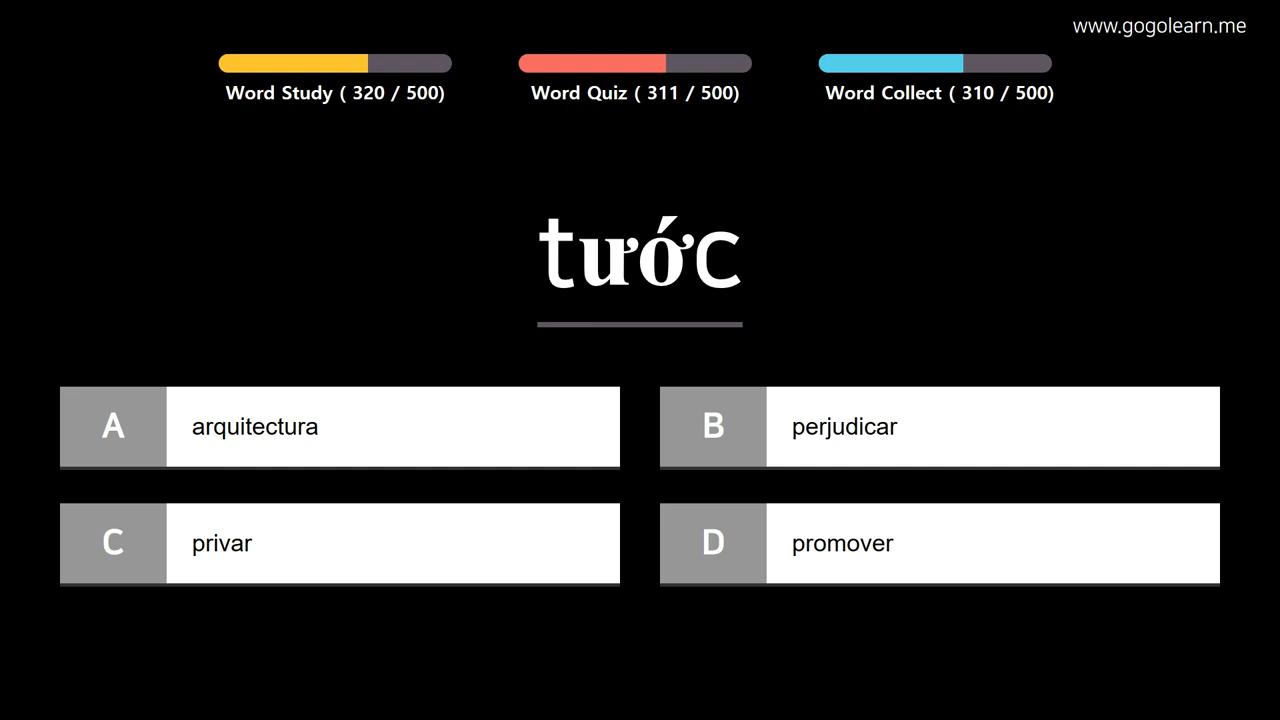 www.gogolearn.me
Word Study ( 320 / 500)
Word Quiz ( 311 / 500)
Word Collect ( 310 / 500)
tước
A arquitectura
B perjudicar
C privar
D promover